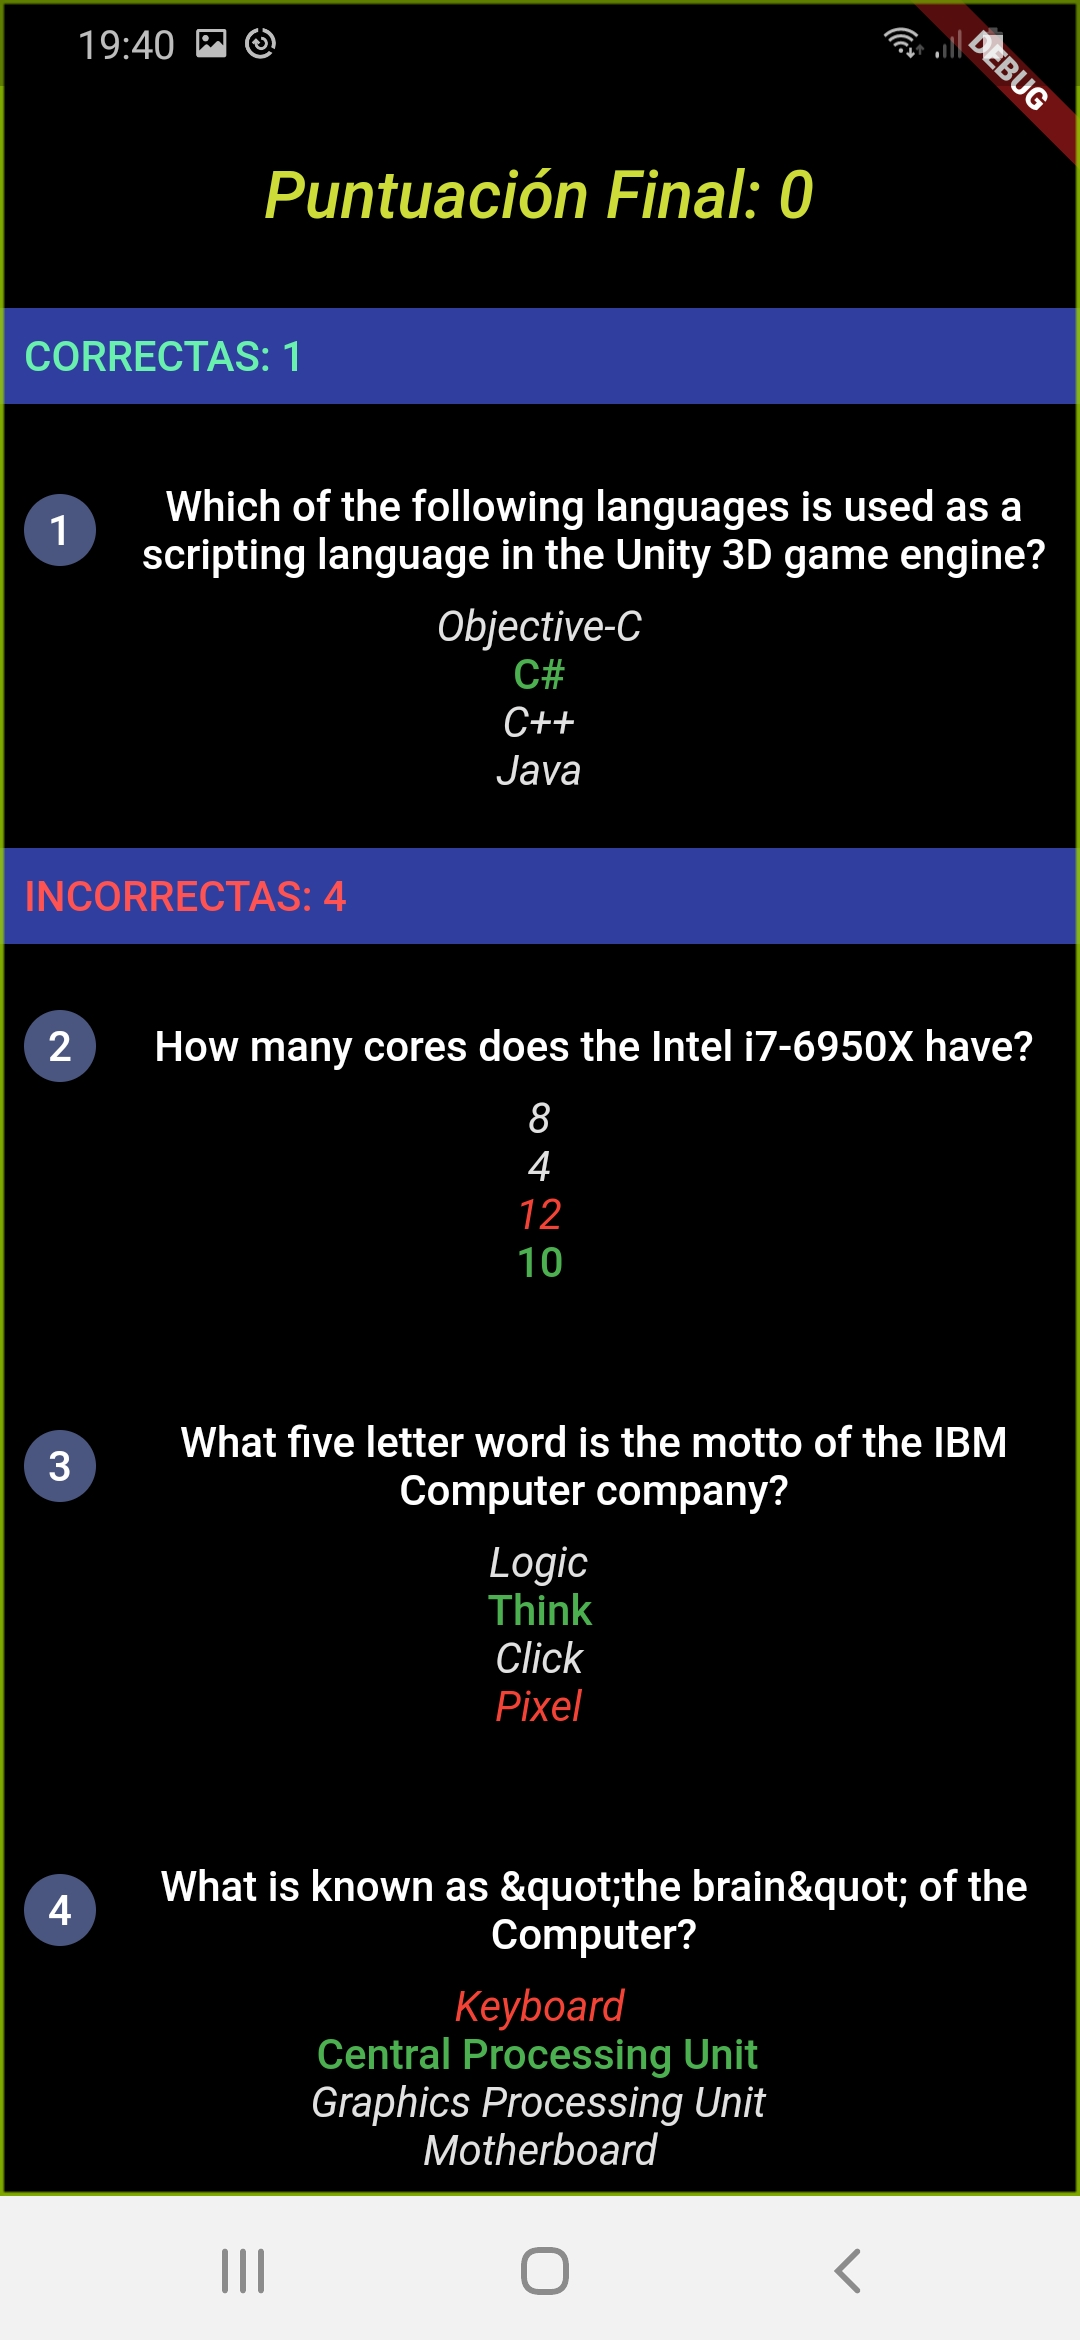 19:40
DEBUG
Puntuación Final: 0
CORRECTAS: 1
1
Which of the following languages is used as a
scripting language in the Unity 3D game engine?
Objective-C
C#
C++
Java
INCORRECTAS: 4
2
How many cores does the Intel i7-6950X have?
8
4
12
10
3
What five letter word is the motto of the IBM
Computer company?
Logic
Think
Click
Pixel
4
What is known as &quot;the brain&quot; of the
Computer?
Keyboard
Central Processing Unit
Graphics Processing Unit
Motherboard